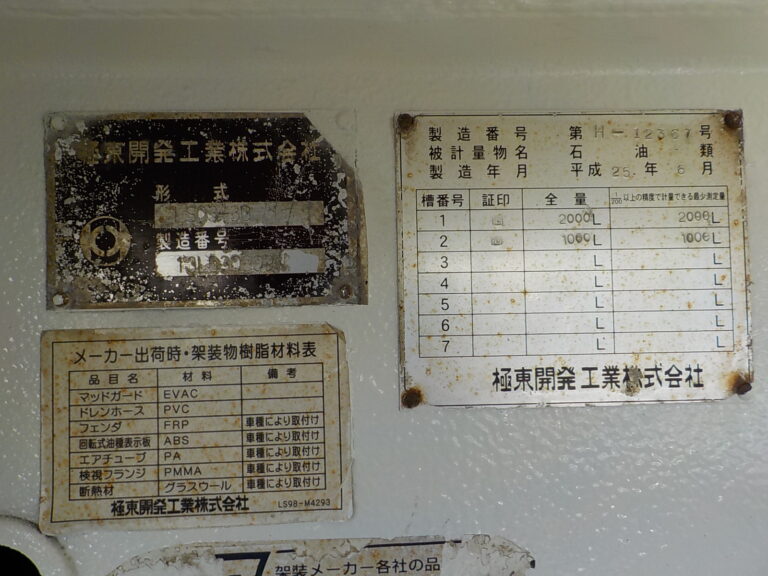 極東開発工業株式会社
形式
製造番号
製造番号 第 H-12367 号
被計量物名 石油類
製造年月 平成 25.年 6月
槽番号 証印 全量 1/200以上の精度で計量できる最少測定量
1 2000L 2000L
2 1000L 1000L
3 L L
4 L L
5 L L
6 L L
7 L L
極東開発工業株式会社
メーカー出荷時・架装物樹脂材料表
品目名 材料 備考
マッドガード EVAC
ドレンホース PVC
フェンダ FRP 車種により取付け
回転式油種表示板 ABS 車種により取付け
エアチューブ PA 車種により取付け
検視フランジ PMMA 車種により取付け
断熱材 グラスウール 車種により取付け
極東開発工業株式会社 LS98-M4293
架装メーカー各社の品